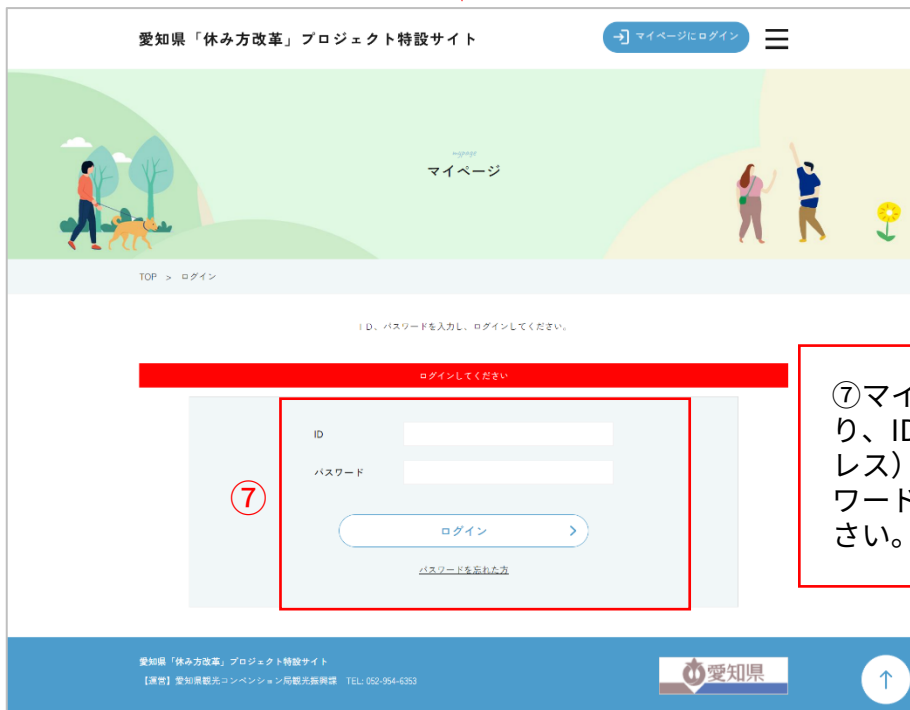 愛知県「休み方改革」プロジェクト特設サイト
マイページにログイン
mypage
マイページ
TOP > ログイン
ID、パスワードを入力し、ログインしてください。
ログインしてください
ID
パスワード
⑦
ログイン
パスワードを忘れた方
⑦マイ
り、ID
レス）
ワード
さい。
愛知県「休み方改革」プロジェクト特設サイト
【運営】愛知県観光コンベンション局観光振興課 TEL: 052-954-6353
愛知県